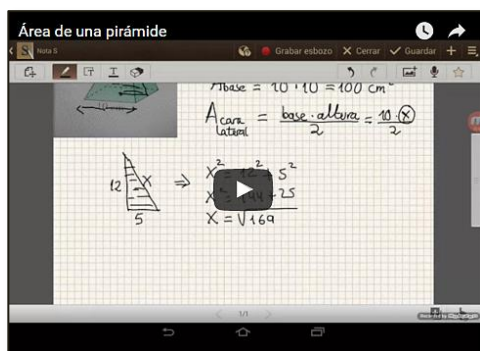 Área de una pirámide
Nota S
Grabar esbozo
Cerrar
Guardar
Abase = 10 · 10 = 100 cm²
A cara lateral = base · altura / 2 = 10 · x / 2
12
x
5
⇒ x² = 12² + 5²
x² = 144 + 25
x = √169
1/1